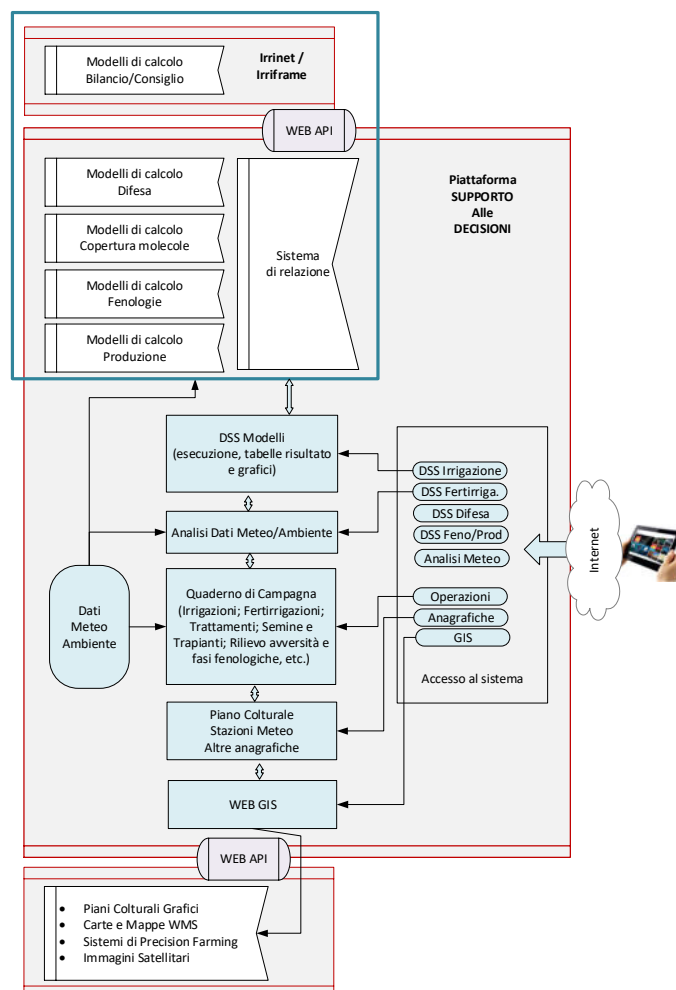 Modelli di calcolo
Bilancio/Consiglio
Irrinet /
Irriframe
WEB API
Modelli di calcolo
Difesa
Modelli di calcolo
Copertura molecole
Modelli di calcolo
Fenologie
Modelli di calcolo
Produzione
Sistema
di relazione
Piattaforma
SUPPORTO
Alle
DECISIONI
DSS Modelli
(esecuzione, tabelle risultato
e grafici)
Analisi Dati Meteo/Ambiente
Dati
Meteo
Ambiente
Quaderno di Campagna
(Irrigazioni; Fertirrigazioni;
Trattamenti; Semine e
Trapianti; Rilievo avversità e
fasi fenologiche, etc.)
Piano Colturale
Stazioni Meteo
Altre anagrafiche
WEB GIS
DSS Irrigazione
DSS Fertirriga.
DSS Difesa
DSS Feno/Prod
Analisi Meteo
Operazioni
Anagrafiche
GIS
Accesso al sistema
Internet
WEB API
• Piani Colturali Grafici
• Carte e Mappe WMS
• Sistemi di Precision Farming
• Immagini Satellitari